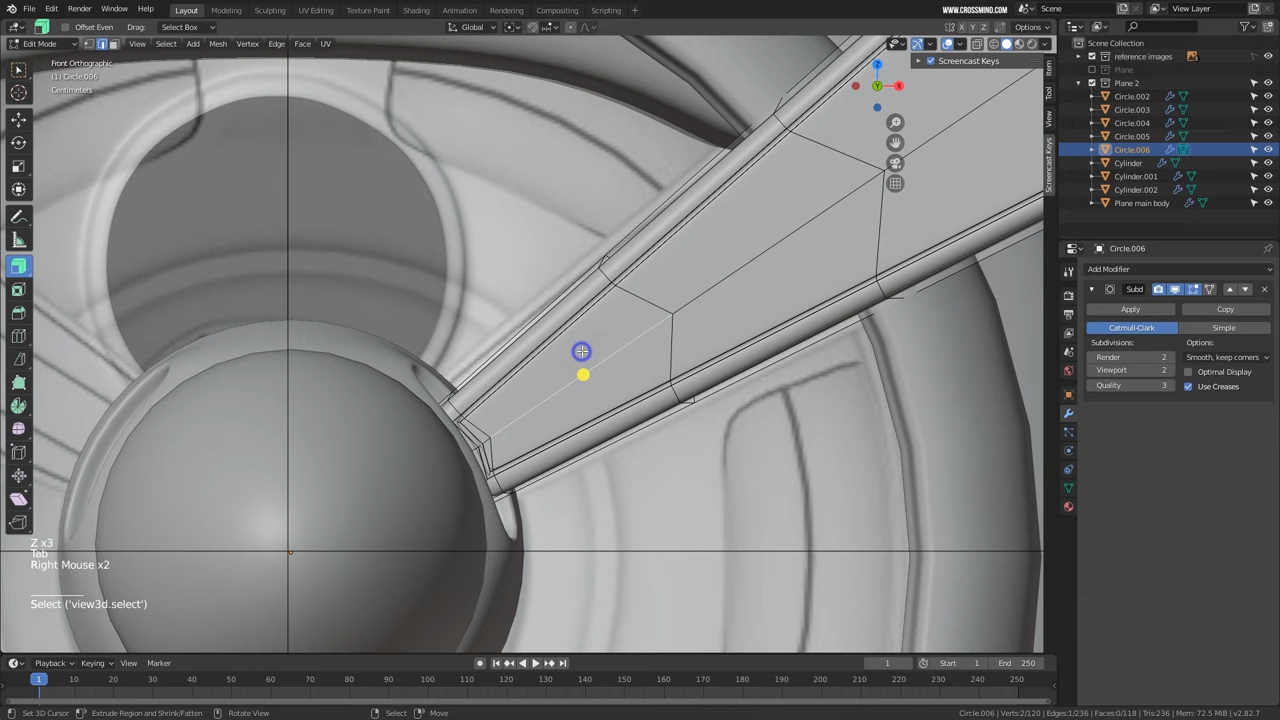 File Edit Render Window Help
Layout Modeling Sculpting UV Editing Texture Paint Shading Animation Rendering Compositing Scripting +
WWW.CROSSMIND.COM
Scene
View Layer
Offset Even Drag: Select Box
Global
X Y Z
Options
Edit Mode
View Select Add Mesh Vertex Edge Face UV
Front Orthographic
(1) Circle.006
Centimeters
Screencast Keys
Z
Y
X
Item
Tool
View
Screencast Keys
Scene Collection
reference images
Plane
Plane 2
Circle.002
Circle.003
Circle.004
Circle.005
Circle.006
Cylinder
Cylinder.001
Cylinder.002
Plane main body
Circle.006
Add Modifier
Subd
Apply Copy
Catmull-Clark Simple
Subdivisions: Options:
Render 2 Smooth, keep corners
Viewport 2 Optimal Display
Quality 3 Use Creases
Z x3
Tab
Right Mouse x2
Select ('view3d.select')
Playback Keying View Marker
1 Start 1 End 250
1 10 20 30 40 50 60 70 80 90 100 110 120 130 140 150 160 170 180 190 200 210 220 230 240 250
Set 3D Cursor Extrude Region and Shrink/Fatten Rotate View Select Move
Circle.006 | Verts:2/120 | Edges:1/236 | Faces:0/118 | Tris:236 | Mem: 72.5 MiB | v2.82.7